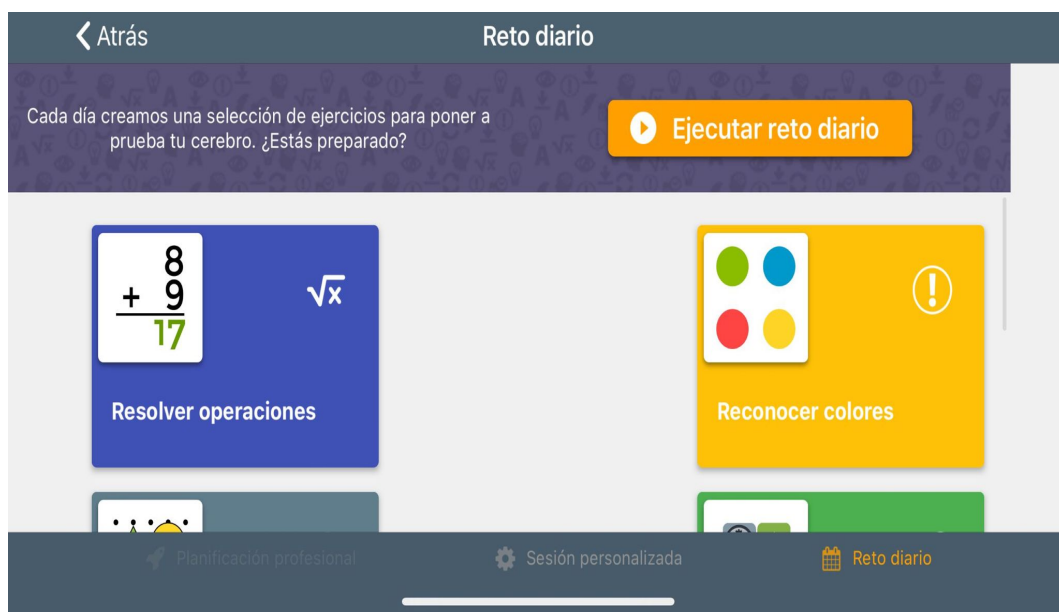 Atrás
Reto diario
Cada día creamos una selección de ejercicios para poner a
prueba tu cerebro. ¿Estás preparado?
Ejecutar reto diario
8
+ 9
17
√x
Resolver operaciones
!
Reconocer colores
Planificación profesional
Sesión personalizada
Reto diario